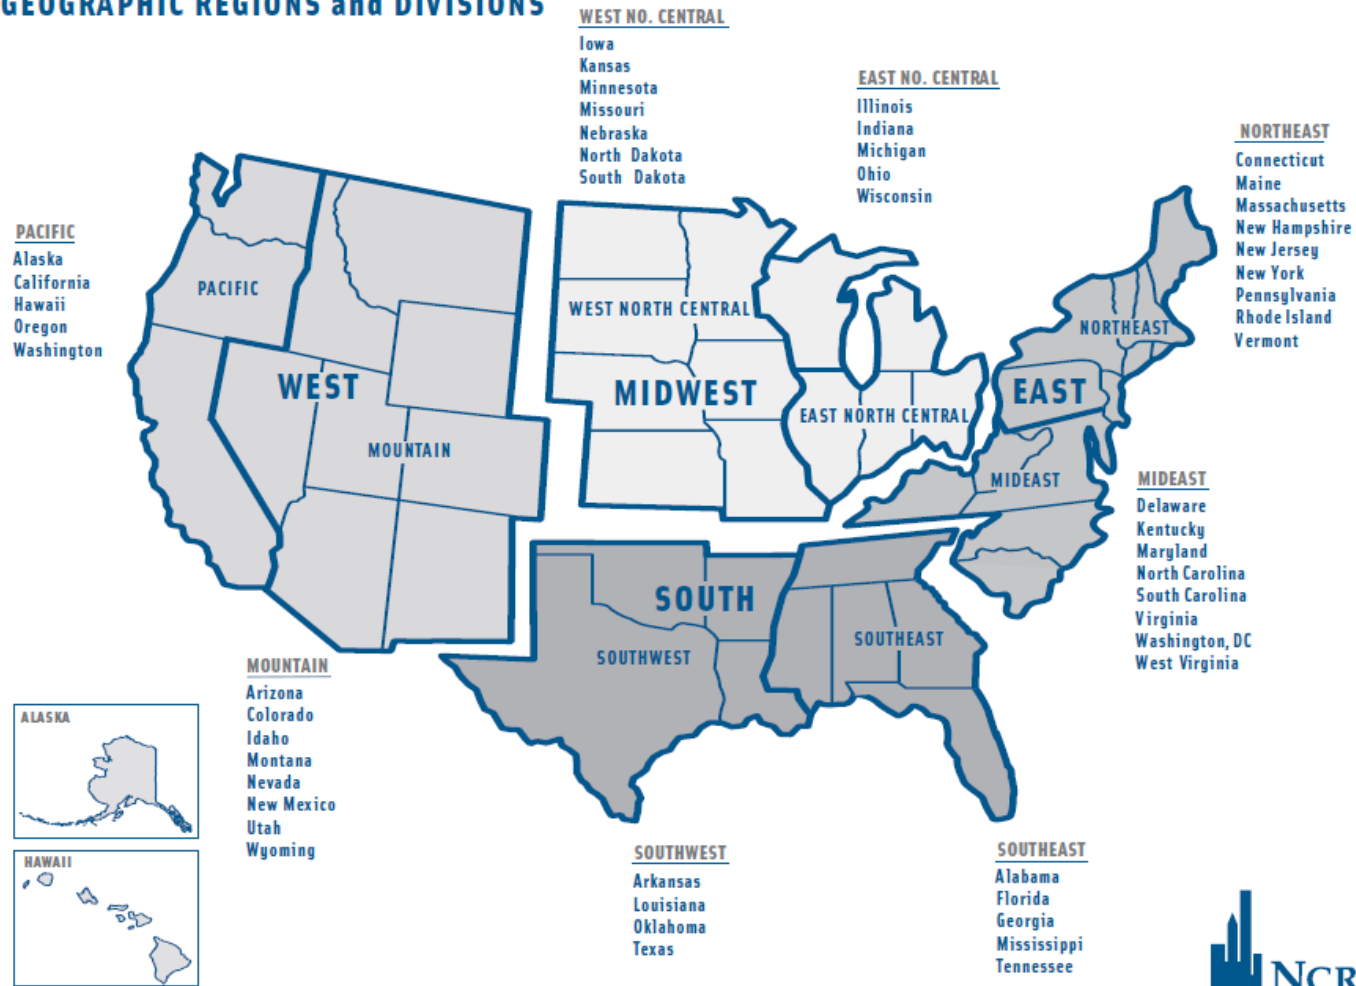 GEOGRAPHIC REGIONS and DIVISIONS
WEST NO. CENTRAL
Iowa
Kansas
Minnesota
Missouri
Nebraska
North Dakota
South Dakota
EAST NO. CENTRAL
Illinois
Indiana
Michigan
Ohio
Wisconsin
NORTHEAST
Connecticut
Maine
Massachusetts
New Hampshire
New Jersey
New York
Pennsylvania
Rhode Island
Vermont
PACIFIC
Alaska
California
Hawaii
Oregon
Washington
PACIFIC
WEST
MOUNTAIN
WEST NORTH CENTRAL
MIDWEST
EAST NORTH CENTRAL
NORTHEAST
EAST
MIDEAST
SOUTH
SOUTHWEST
SOUTHEAST
MIDEAST
Delaware
Kentucky
Maryland
North Carolina
South Carolina
Virginia
Washington, DC
West Virginia
MOUNTAIN
Arizona
Colorado
Idaho
Montana
Nevada
New Mexico
Utah
Wyoming
ALASKA
HAWAII
SOUTHWEST
Arkansas
Louisiana
Oklahoma
Texas
SOUTHEAST
Alabama
Florida
Georgia
Mississippi
Tennessee
NCR